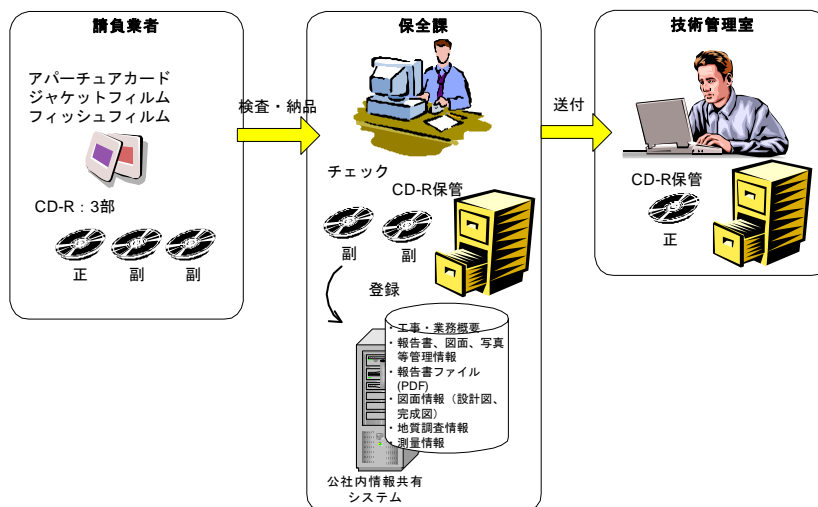 請負業者
アパーチュアカード
ジャケットフィルム
フィッシュフィルム
CD-R：3部
正
副
副
検査・納品
保全課
チェック
CD-R保管
副
副
登録
・工事・業務概要
・報告書、図面、写真
等管理情報
・報告書ファイル
(PDF)
・図面情報（設計図、
完成図）
・地質調査情報
・測量情報
公社内情報共有
システム
送付
技術管理室
CD-R保管
正